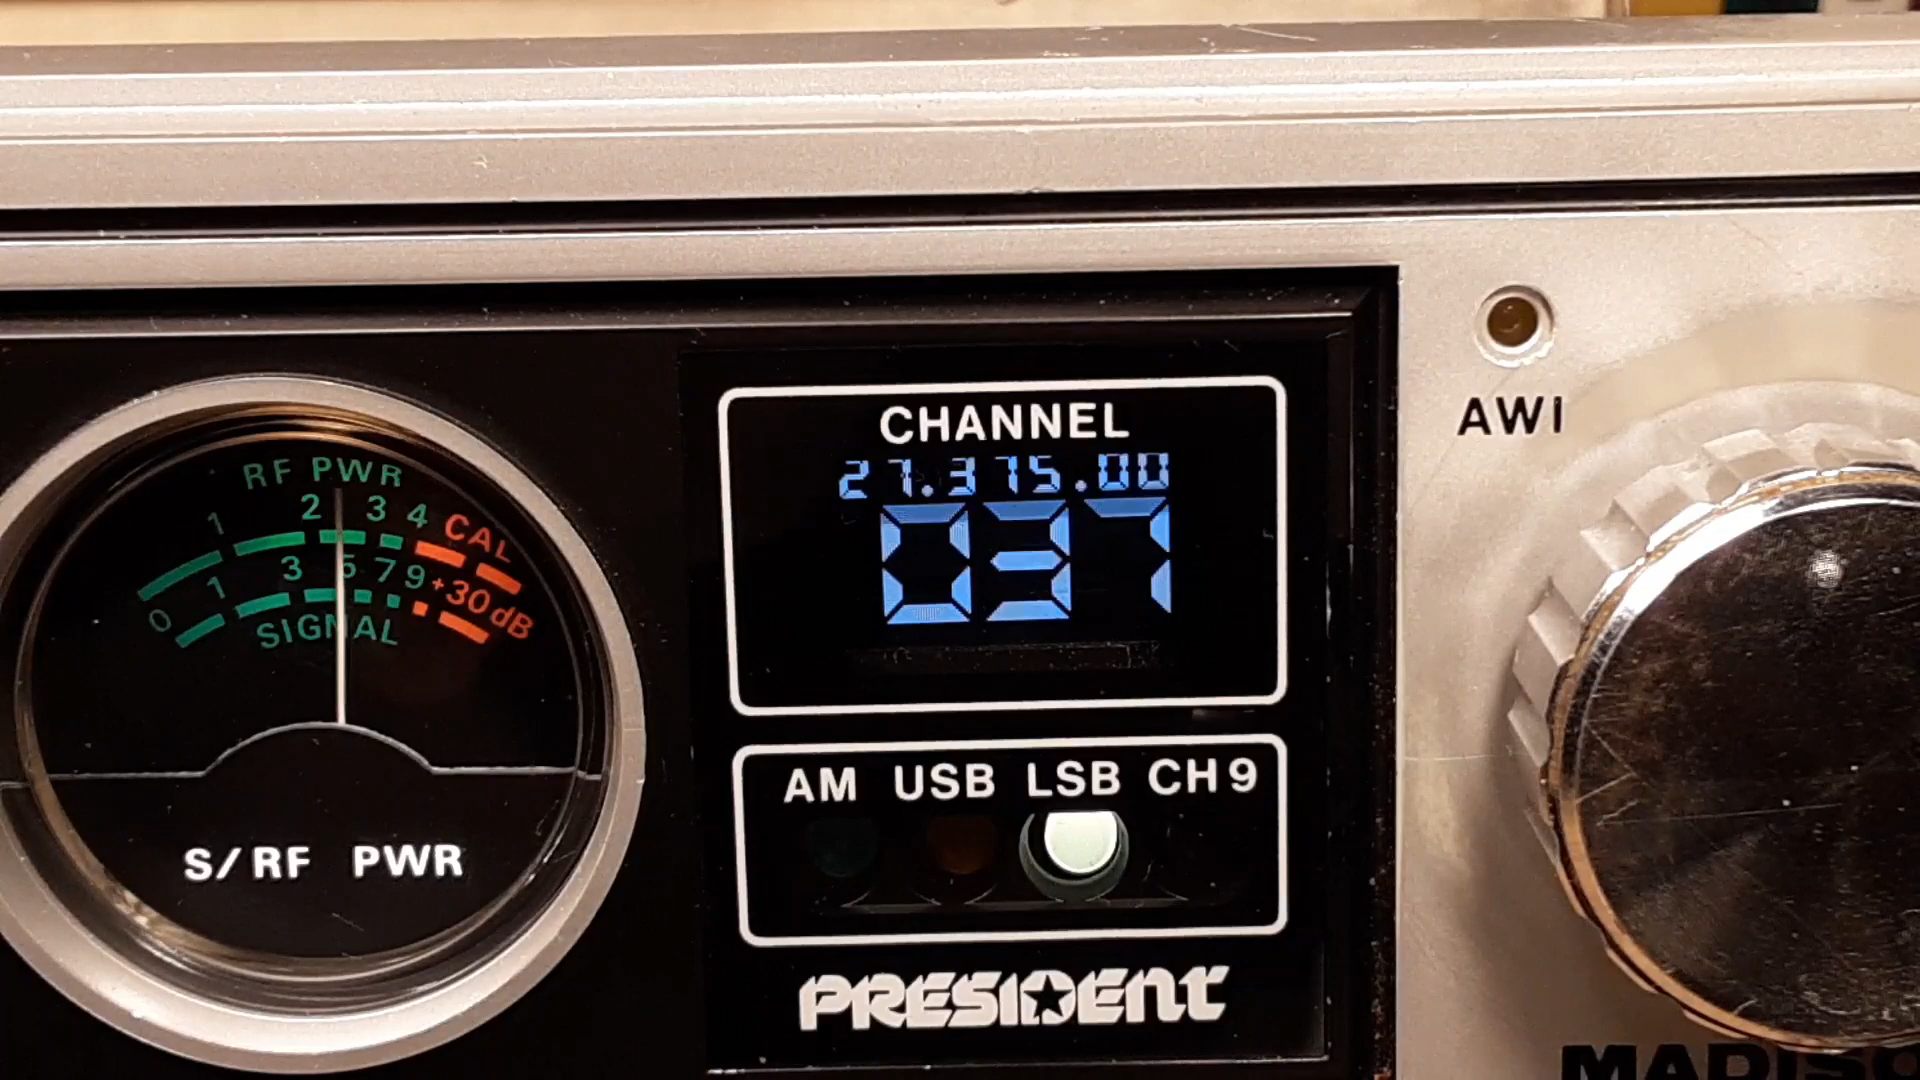 RF PWR
1 2 3 4 CAL
0 1 3 5 7 9 +30dB
SIGNAL
S/RF PWR
CHANNEL
27.375.00
037
AM USB LSB CH9
PRESIDENT
AWI
MADISO